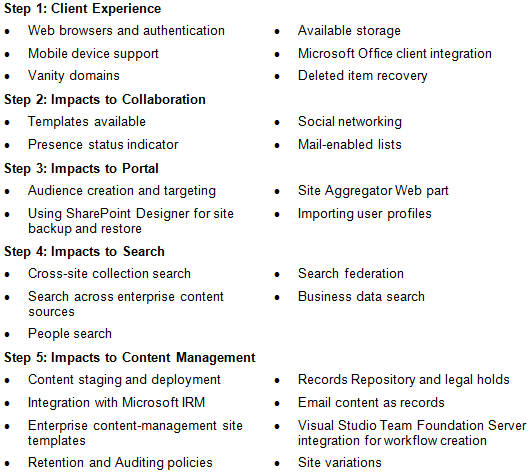 Step 1: Client Experience
• Web browsers and authentication
• Mobile device support
• Vanity domains
• Available storage
• Microsoft Office client integration
• Deleted item recovery
Step 2: Impacts to Collaboration
• Templates available
• Presence status indicator
• Social networking
• Mail-enabled lists
Step 3: Impacts to Portal
• Audience creation and targeting
• Using SharePoint Designer for site
backup and restore
• Site Aggregator Web part
• Importing user profiles
Step 4: Impacts to Search
• Cross-site collection search
• Search across enterprise content
sources
• People search
• Search federation
• Business data search
Step 5: Impacts to Content Management
• Content staging and deployment
• Integration with Microsoft IRM
• Enterprise content-management site
templates
• Retention and Auditing policies
• Records Repository and legal holds
• Email content as records
• Visual Studio Team Foundation Server
integration for workflow creation
• Site variations